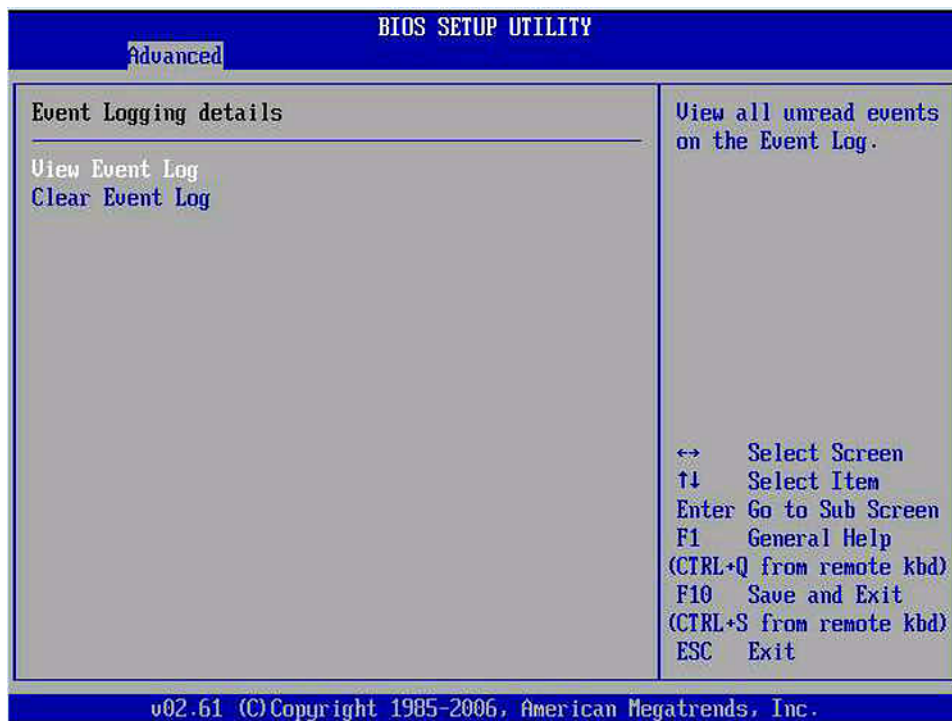 BIOS SETUP UTILITY
Advanced
Event Logging details
View Event Log
Clear Event Log
View all unread events
on the Event Log.
↔ Select Screen
↑↓ Select Item
Enter Go to Sub Screen
F1 General Help
(CTRL+Q from remote kbd)
F10 Save and Exit
(CTRL+S from remote kbd)
ESC Exit
v02.61 (C)Copyright 1985-2006, American Megatrends, Inc.